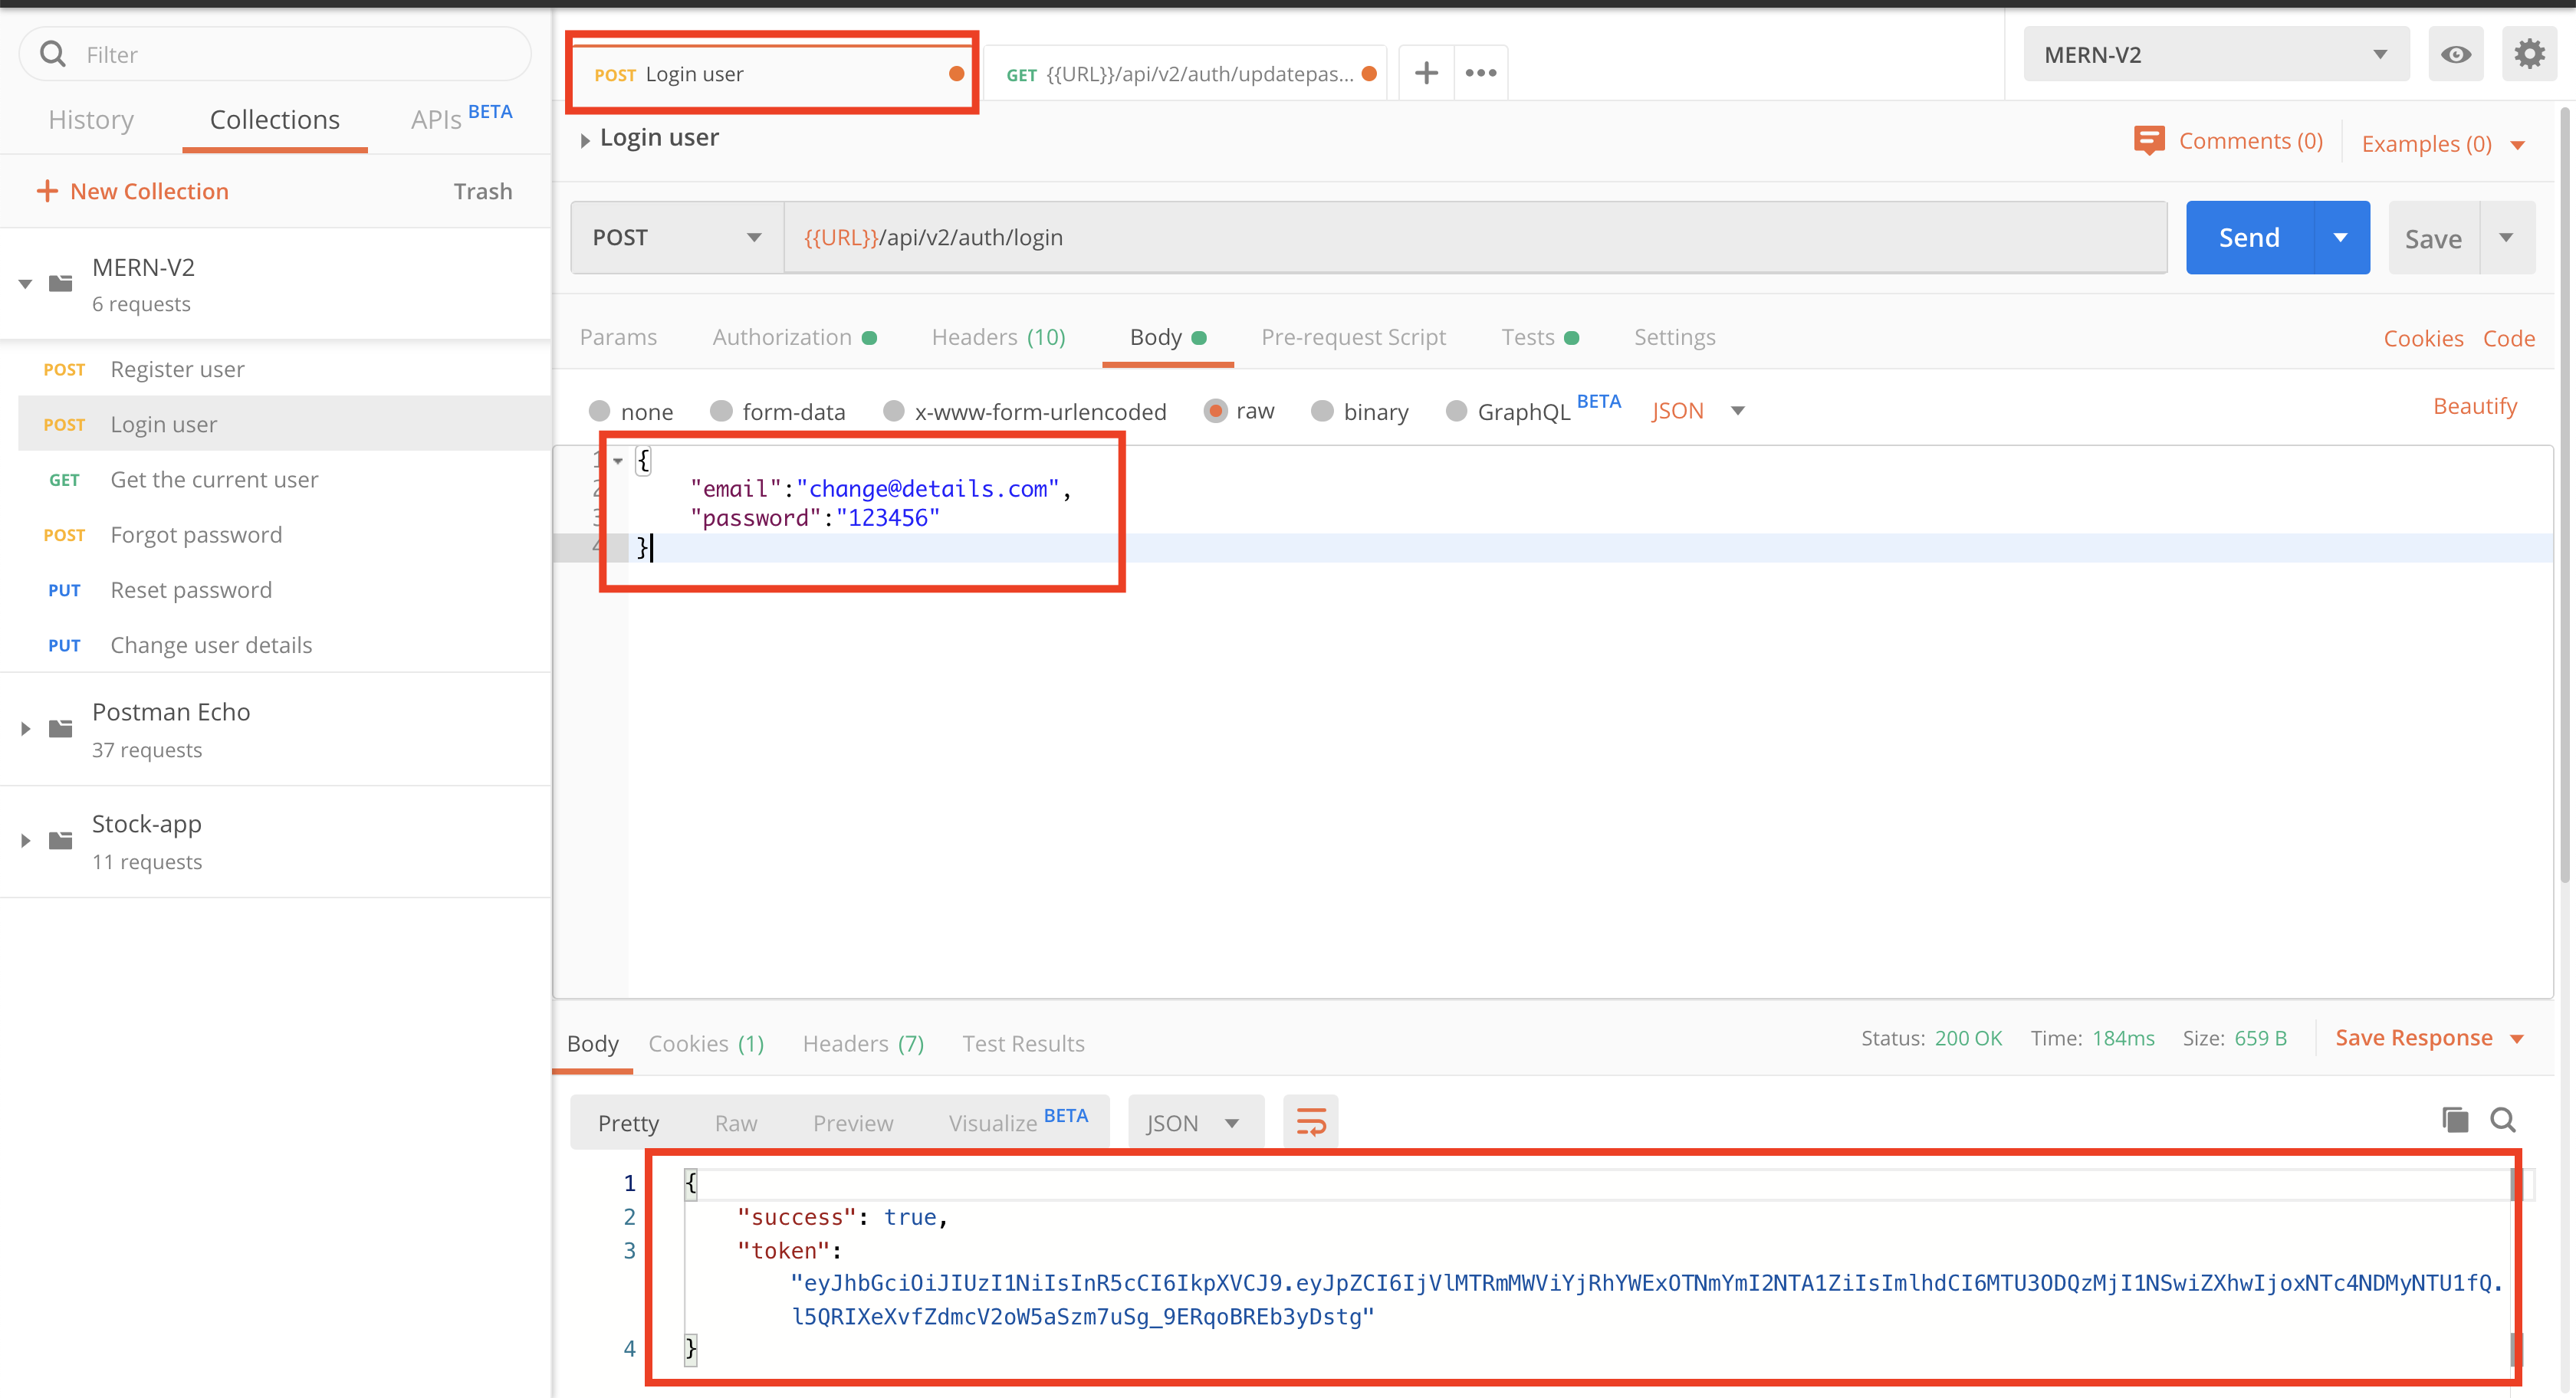 Filter
History Collections APIs BETA
+ New Collection Trash
MERN-V2
6 requests
POST Register user
POST Login user
GET Get the current user
POST Forgot password
PUT Reset password
PUT Change user details
Postman Echo
37 requests
Stock-app
11 requests
POST Login user GET {{URL}}/api/v2/auth/updatepas... + •••
MERN-V2
Login user
Comments (0) Examples (0)
POST {{URL}}/api/v2/auth/login Send Save
Params Authorization Headers (10) Body Pre-request Script Tests Settings Cookies Code
none form-data x-www-form-urlencoded raw binary GraphQL BETA JSON Beautify
1 {
2 "email":"change@details.com",
3 "password":"123456"
4 }
Body Cookies (1) Headers (7) Test Results Status: 200 OK Time: 184ms Size: 659 B Save Response
Pretty Raw Preview Visualize BETA JSON
1 {
2 "success": true,
3 "token":
"eyJhbGciOiJIUzI1NiIsInR5cCI6IkpXVCJ9.eyJpZCI6IjVlMTRmMWViYjRhYWExOTNmYmI2NTA1ZiIsImlhdCI6MTU3ODQzMjI1NSwiZXhwIjoxNTc4NDMyNTU1fQ.
l5QRIXeXvfZdmcV2oW5aSzm7uSg_9ERqoBREb3yDstg"
4 }